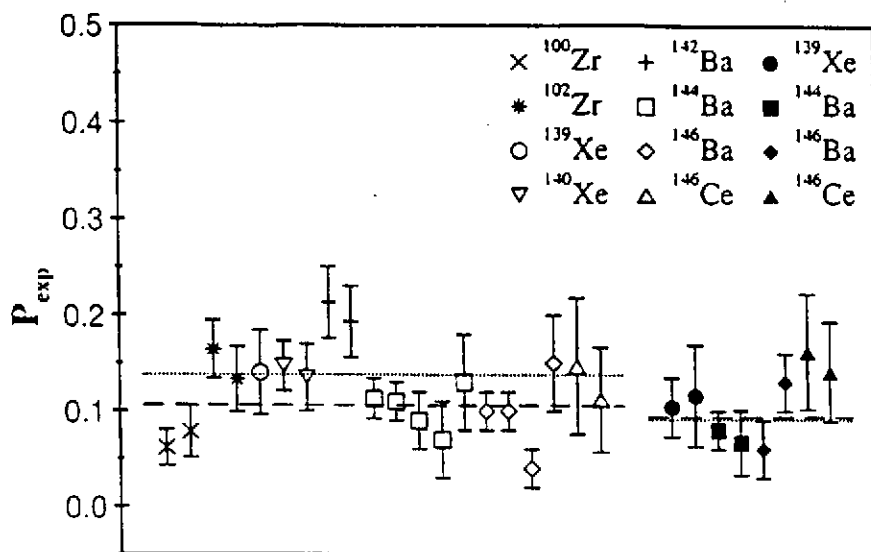 0.5
0.4
0.3
0.2
0.1
0.0
P_exp
× ¹⁰⁰Zr + ¹⁴²Ba ● ¹³⁹Xe
✷ ¹⁰²Zr □ ¹⁴⁴Ba ■ ¹⁴⁴Ba
○ ¹³⁹Xe ◇ ¹⁴⁶Ba ◆ ¹⁴⁶Ba
▽ ¹⁴⁰Xe △ ¹⁴⁶Ce ▲ ¹⁴⁶Ce